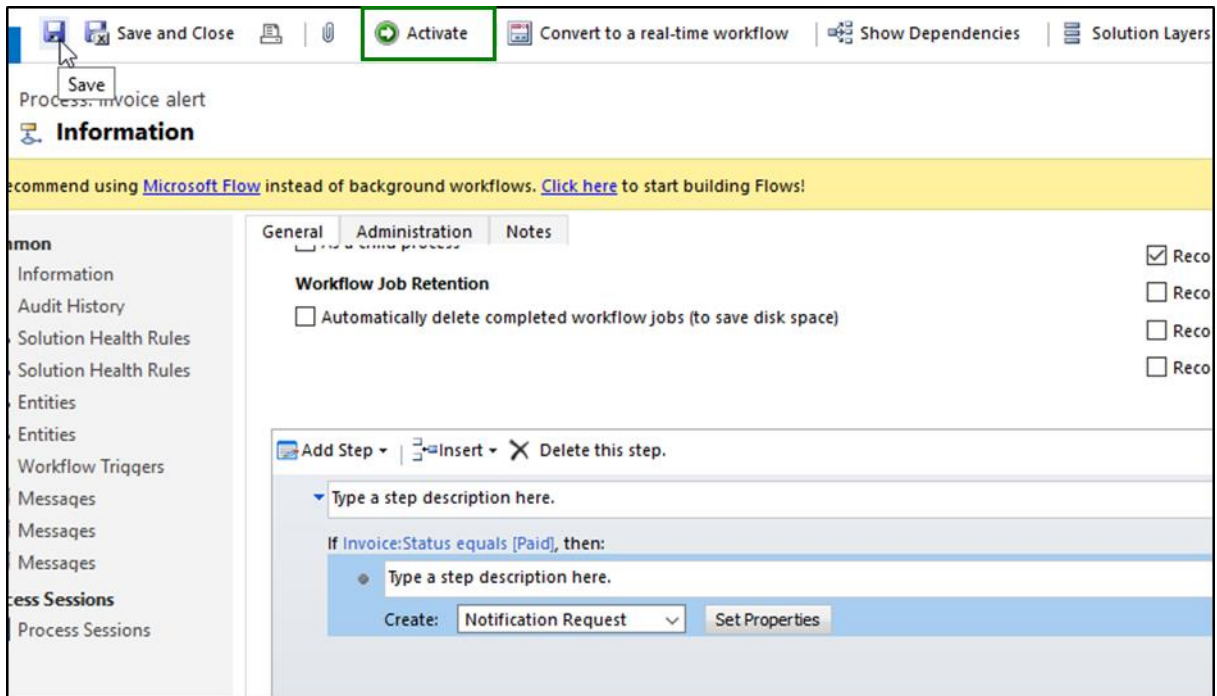 Save and Close Activate Convert to a real-time workflow Show Dependencies Solution Layers
Save
Process: Invoice alert
Information
ecommend using Microsoft Flow instead of background workflows. Click here to start building Flows!
General Administration Notes
mmon
Information
Audit History
Solution Health Rules
Solution Health Rules
Entities
Entities
Workflow Triggers
Messages
Messages
Messages
cess Sessions
Process Sessions
As a child process
Workflow Job Retention
Automatically delete completed workflow jobs (to save disk space)
Reco
Reco
Reco
Reco
Add Step Insert Delete this step.
Type a step description here.
If Invoice:Status equals [Paid], then:
Type a step description here.
Create: Notification Request Set Properties